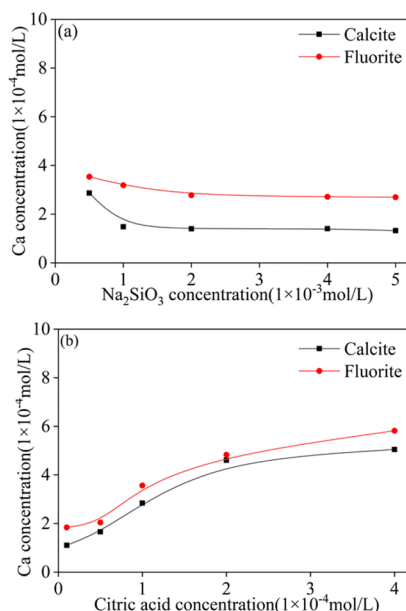 (a)
Calcite
Fluorite
Ca concentration(1×10⁻⁴mol/L)
10
8
6
4
2
0
0 1 2 3 4 5
Na₂SiO₃ concentration(1×10⁻³mol/L)
(b)
Calcite
Fluorite
Ca concentration(1×10⁻⁴mol/L)
10
8
6
4
2
0
0 1 2 3 4
Citric acid concentration(1×10⁻⁴mol/L)